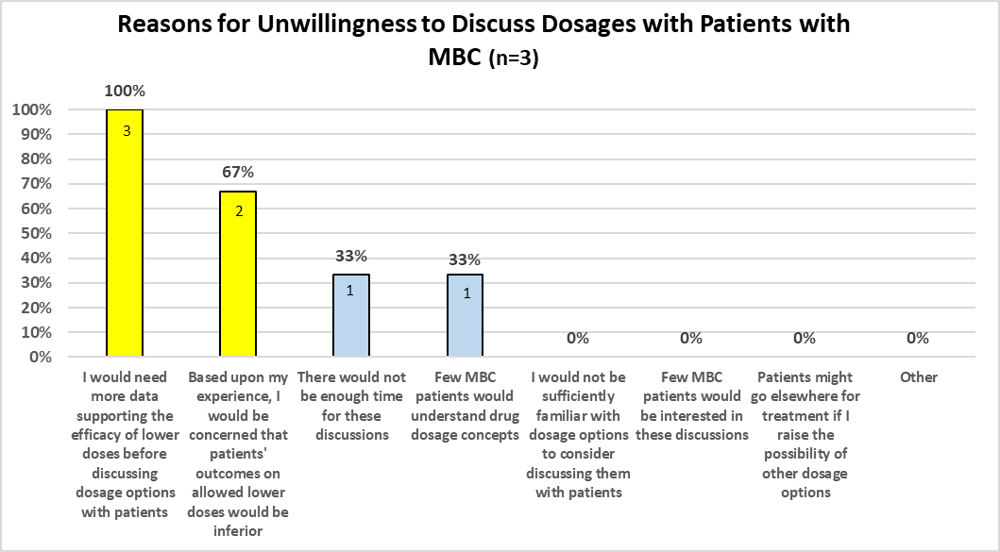 Reasons for Unwillingness to Discuss Dosages with Patients with
MBC (n=3)
100%
90%
80%
70%
60%
50%
40%
30%
20%
10%
0%
100%
3
67%
2
33%
1
33%
1
0%
0%
0%
0%
I would need
more data
supporting the
efficacy of lower
doses before
discussing
dosage options
with patients
Based upon my
experience, I
would be
concerned that
patients'
outcomes on
allowed lower
doses would be
inferior
There would not
be enough time
for these
discussions
Few MBC
patients would
understand drug
dosage concepts
I would not be
sufficiently
familiar with
dosage options
to consider
discussing them
with patients
Few MBC
patients would
be interested in
these discussions
Patients might
go elsewhere for
treatment if I
raise the
possibility of
other dosage
options
Other